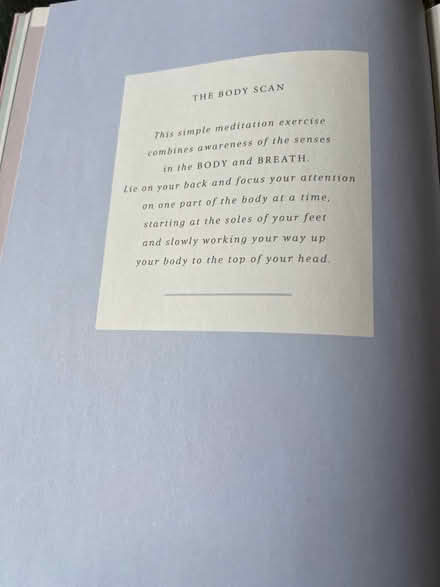 THE BODY SCAN
This simple meditation exercise
combines awareness of the senses
in the BODY and BREATH.
Lie on your back and focus your attention
on one part of the body at a time,
starting at the soles of your feet
and slowly working your way up
your body to the top of your head.